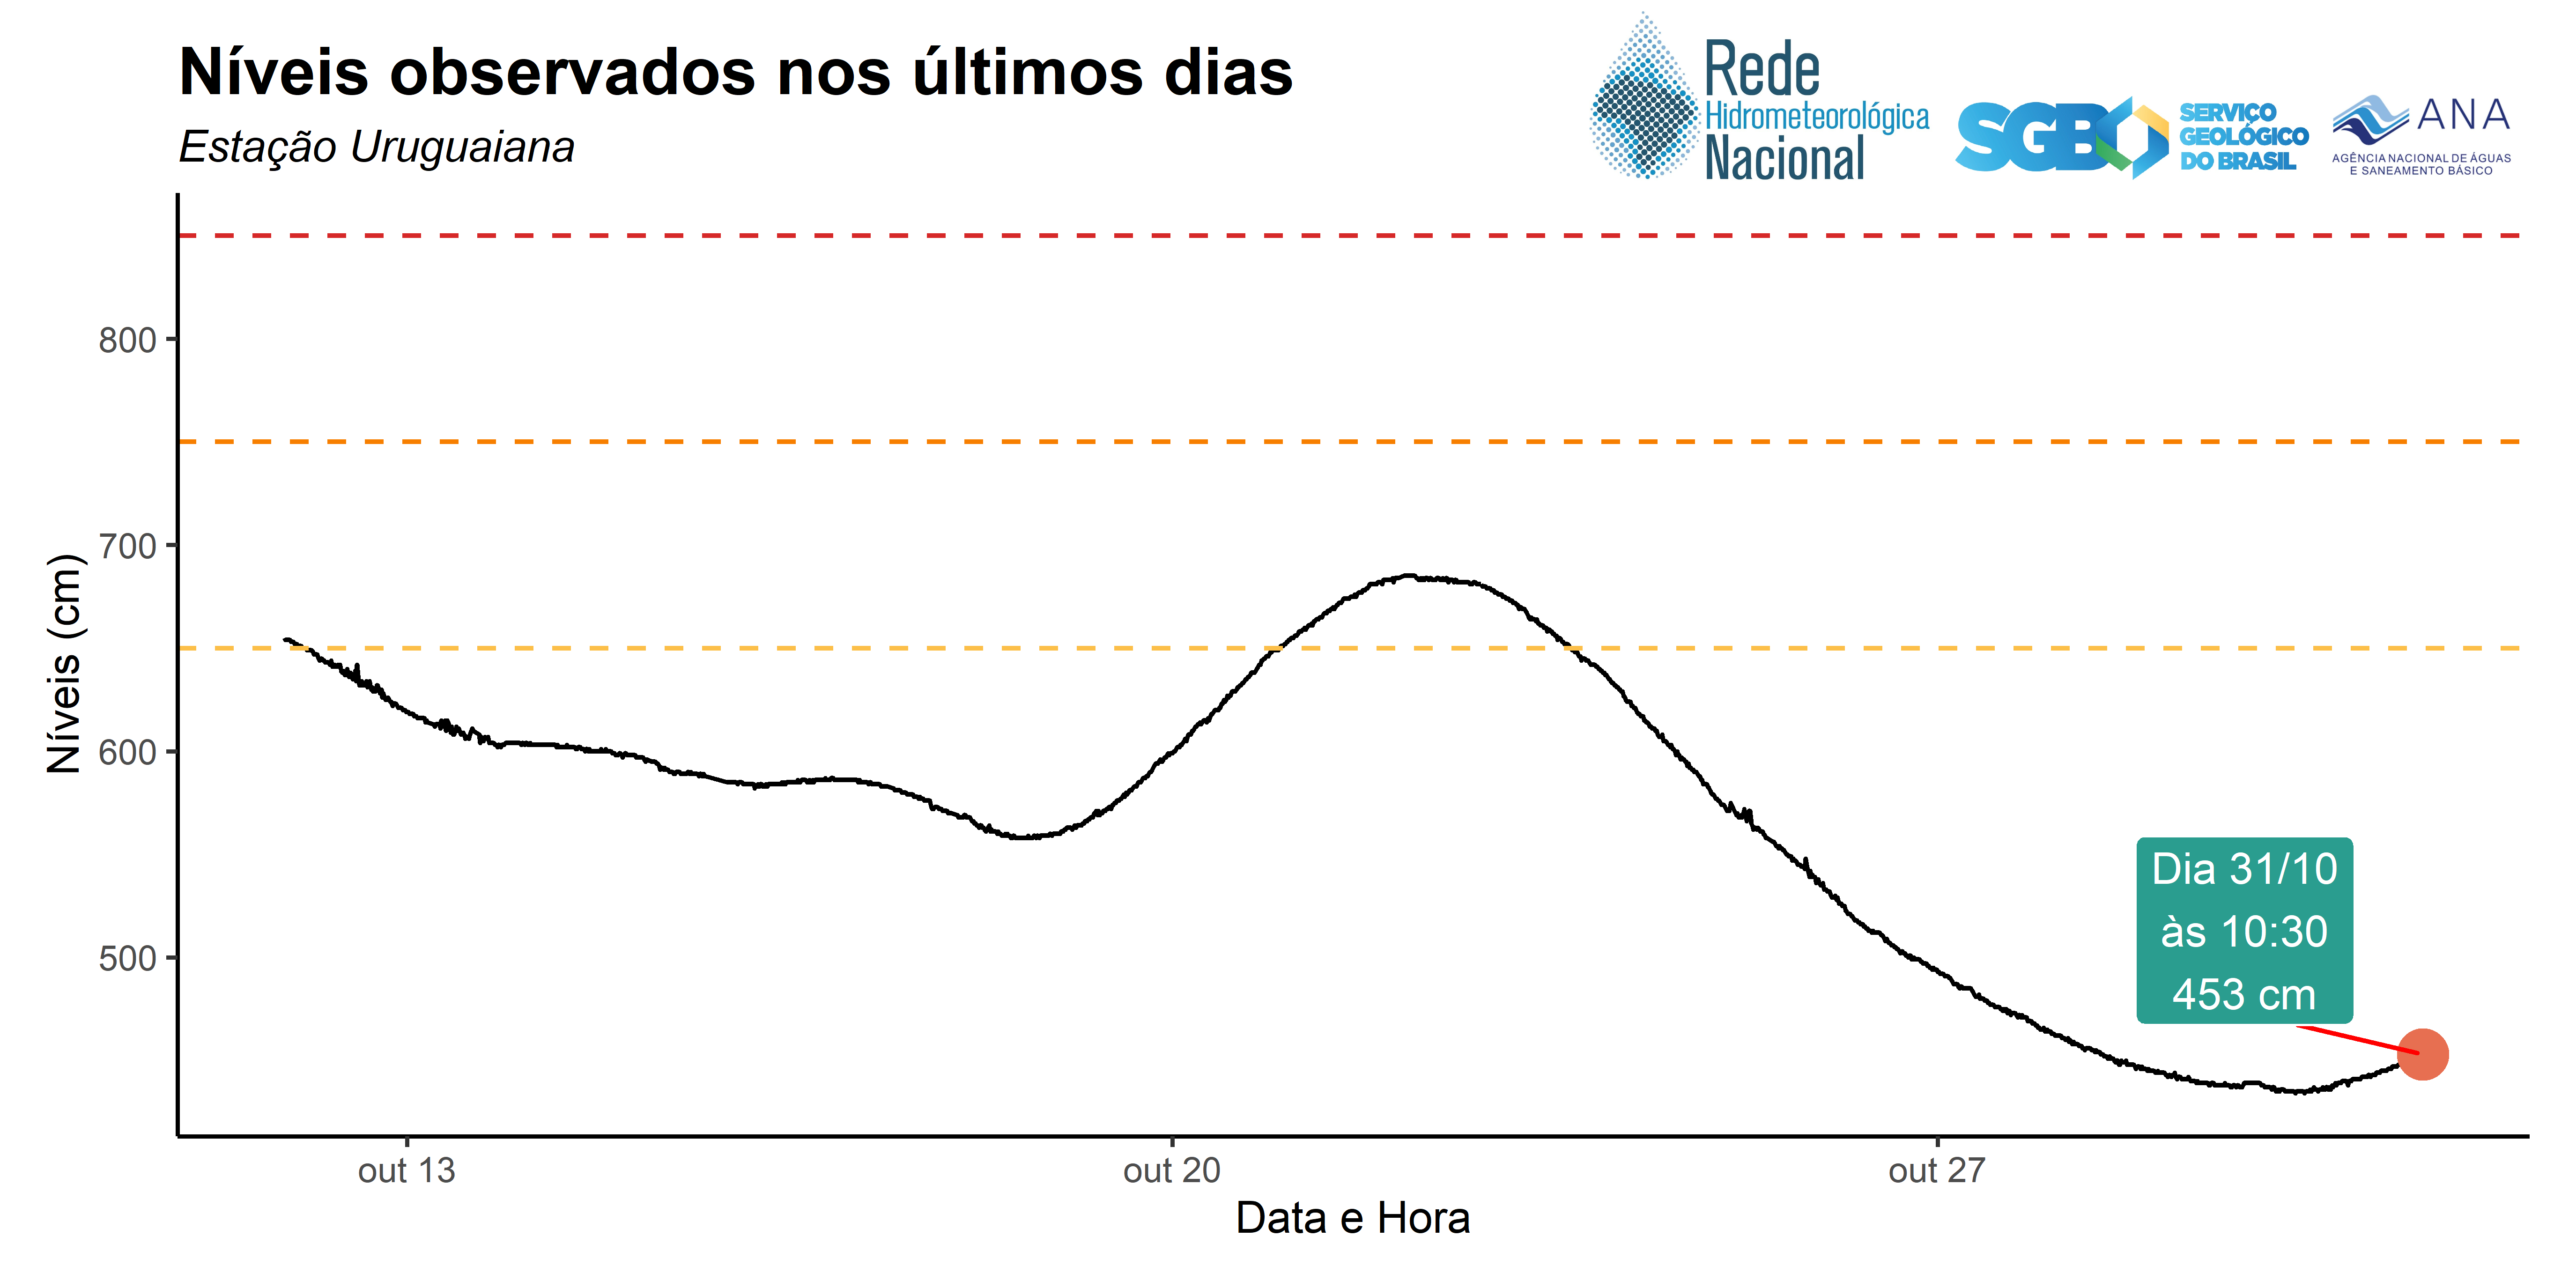 Níveis observados nos últimos dias
Estação Uruguaiana
Rede
Hidrometeorológica
Nacional
SGB
SERVIÇO
GEOLÓGICO
DO BRASIL
ANA
AGÊNCIA NACIONAL DE ÁGUAS
E SANEAMENTO BÁSICO
Níveis (cm)
800
700
600
500
Dia 31/10
às 10:30
453 cm
out 13
out 20
out 27
Data e Hora